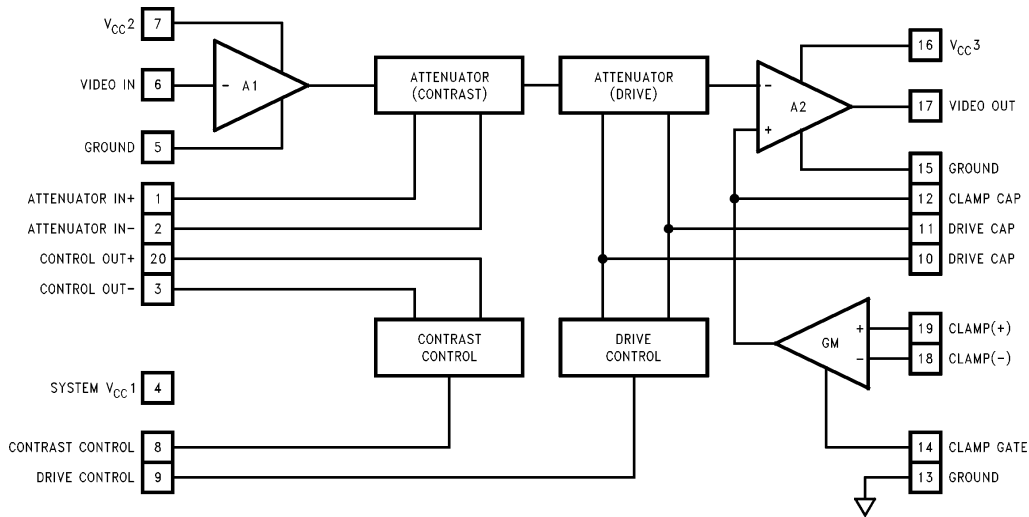 V_CC2 7
VIDEO IN 6
GROUND 5
ATTENUATOR IN+ 1
ATTENUATOR IN- 2
CONTROL OUT+ 20
CONTROL OUT- 3
SYSTEM V_CC1 4
CONTRAST CONTROL 8
DRIVE CONTROL 9
- A1
ATTENUATOR
(CONTRAST)
ATTENUATOR
(DRIVE)
-
A2
+
CONTRAST
CONTROL
DRIVE
CONTROL
+
GM
-
16 V_CC3
17 VIDEO OUT
15 GROUND
12 CLAMP CAP
11 DRIVE CAP
10 DRIVE CAP
19 CLAMP(+)
18 CLAMP(-)
14 CLAMP GATE
13 GROUND